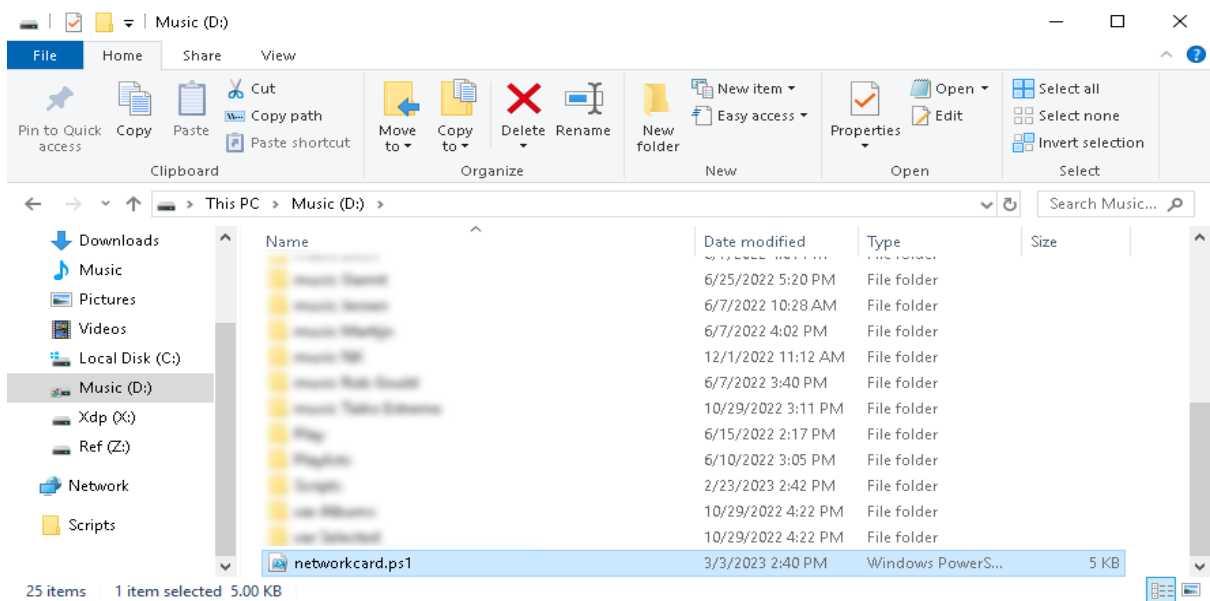 Music (D:)
File Home Share View
Pin to Quick access
Copy
Paste
Cut
Copy path
Paste shortcut
Clipboard
Move to
Copy to
Delete
Rename
Organize
New folder
New item
Easy access
New
Properties
Open
Edit
Open
Select all
Select none
Invert selection
Select
This PC > Music (D:) >
Search Music...
Downloads
Music
Pictures
Videos
Local Disk (C:)
Music (D:)
Xdp (X:)
Ref (Z:)
Network
Scripts
Name Date modified Type Size
6/25/2022 5:20 PM File folder
6/7/2022 10:28 AM File folder
6/7/2022 4:02 PM File folder
12/1/2022 11:12 AM File folder
6/7/2022 3:40 PM File folder
10/29/2022 3:11 PM File folder
6/15/2022 2:17 PM File folder
6/10/2022 3:05 PM File folder
2/23/2023 2:42 PM File folder
10/29/2022 4:22 PM File folder
10/29/2022 4:22 PM File folder
networkcard.ps1 3/3/2023 2:40 PM Windows PowerS... 5 KB
25 items 1 item selected 5.00 KB